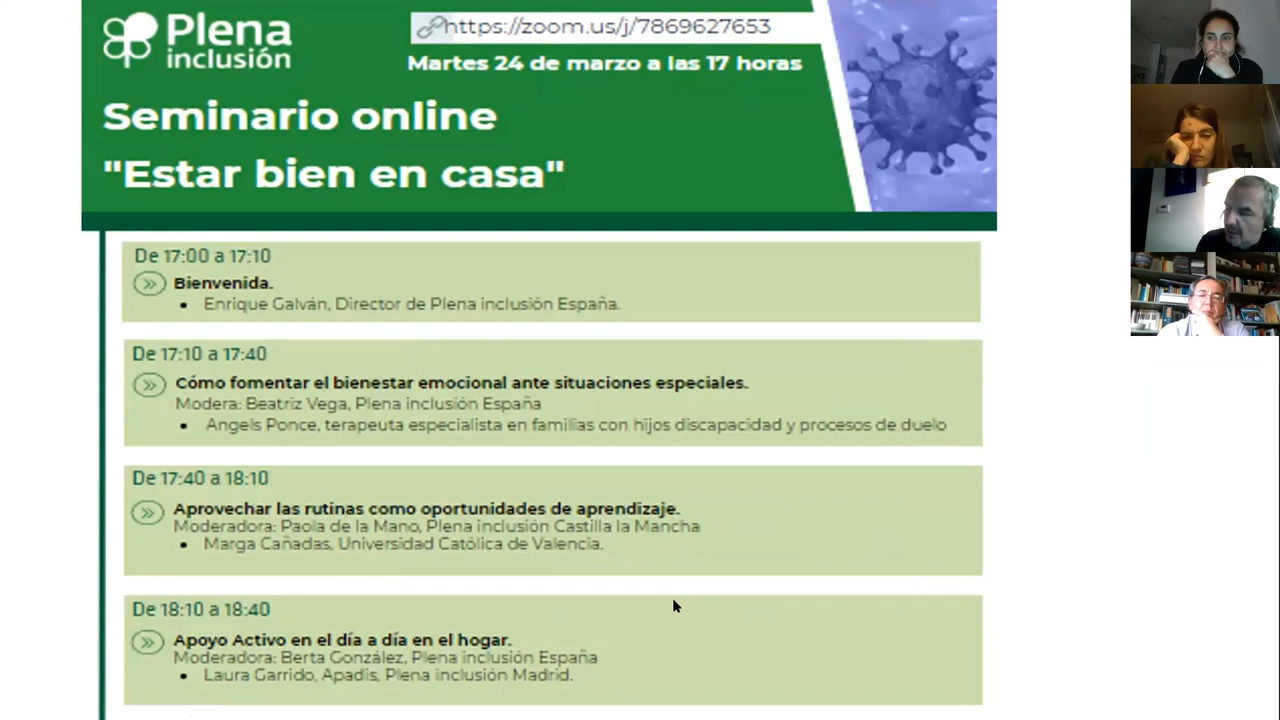 Plena
inclusión
https://zoom.us/j/7869627653
Martes 24 de marzo a las 17 horas
Seminario online
"Estar bien en casa"
De 17:00 a 17:10
Bienvenida.
Enrique Galván, Director de Plena inclusión España.
De 17:10 a 17:40
Cómo fomentar el bienestar emocional ante situaciones especiales.
Modera: Beatriz Vega, Plena inclusión España
Angels Ponce, terapeuta especialista en familias con hijos discapacidad y procesos de duelo
De 17:40 a 18:10
Aprovechar las rutinas como oportunidades de aprendizaje.
Moderadora: Paola de la Mano, Plena inclusión Castilla la Mancha
Marga Cañadas, Universidad Católica de Valencia.
De 18:10 a 18:40
Apoyo Activo en el día a día en el hogar.
Moderadora: Berta González, Plena inclusión España
Laura Garrido, Apadis, Plena inclusión Madrid.